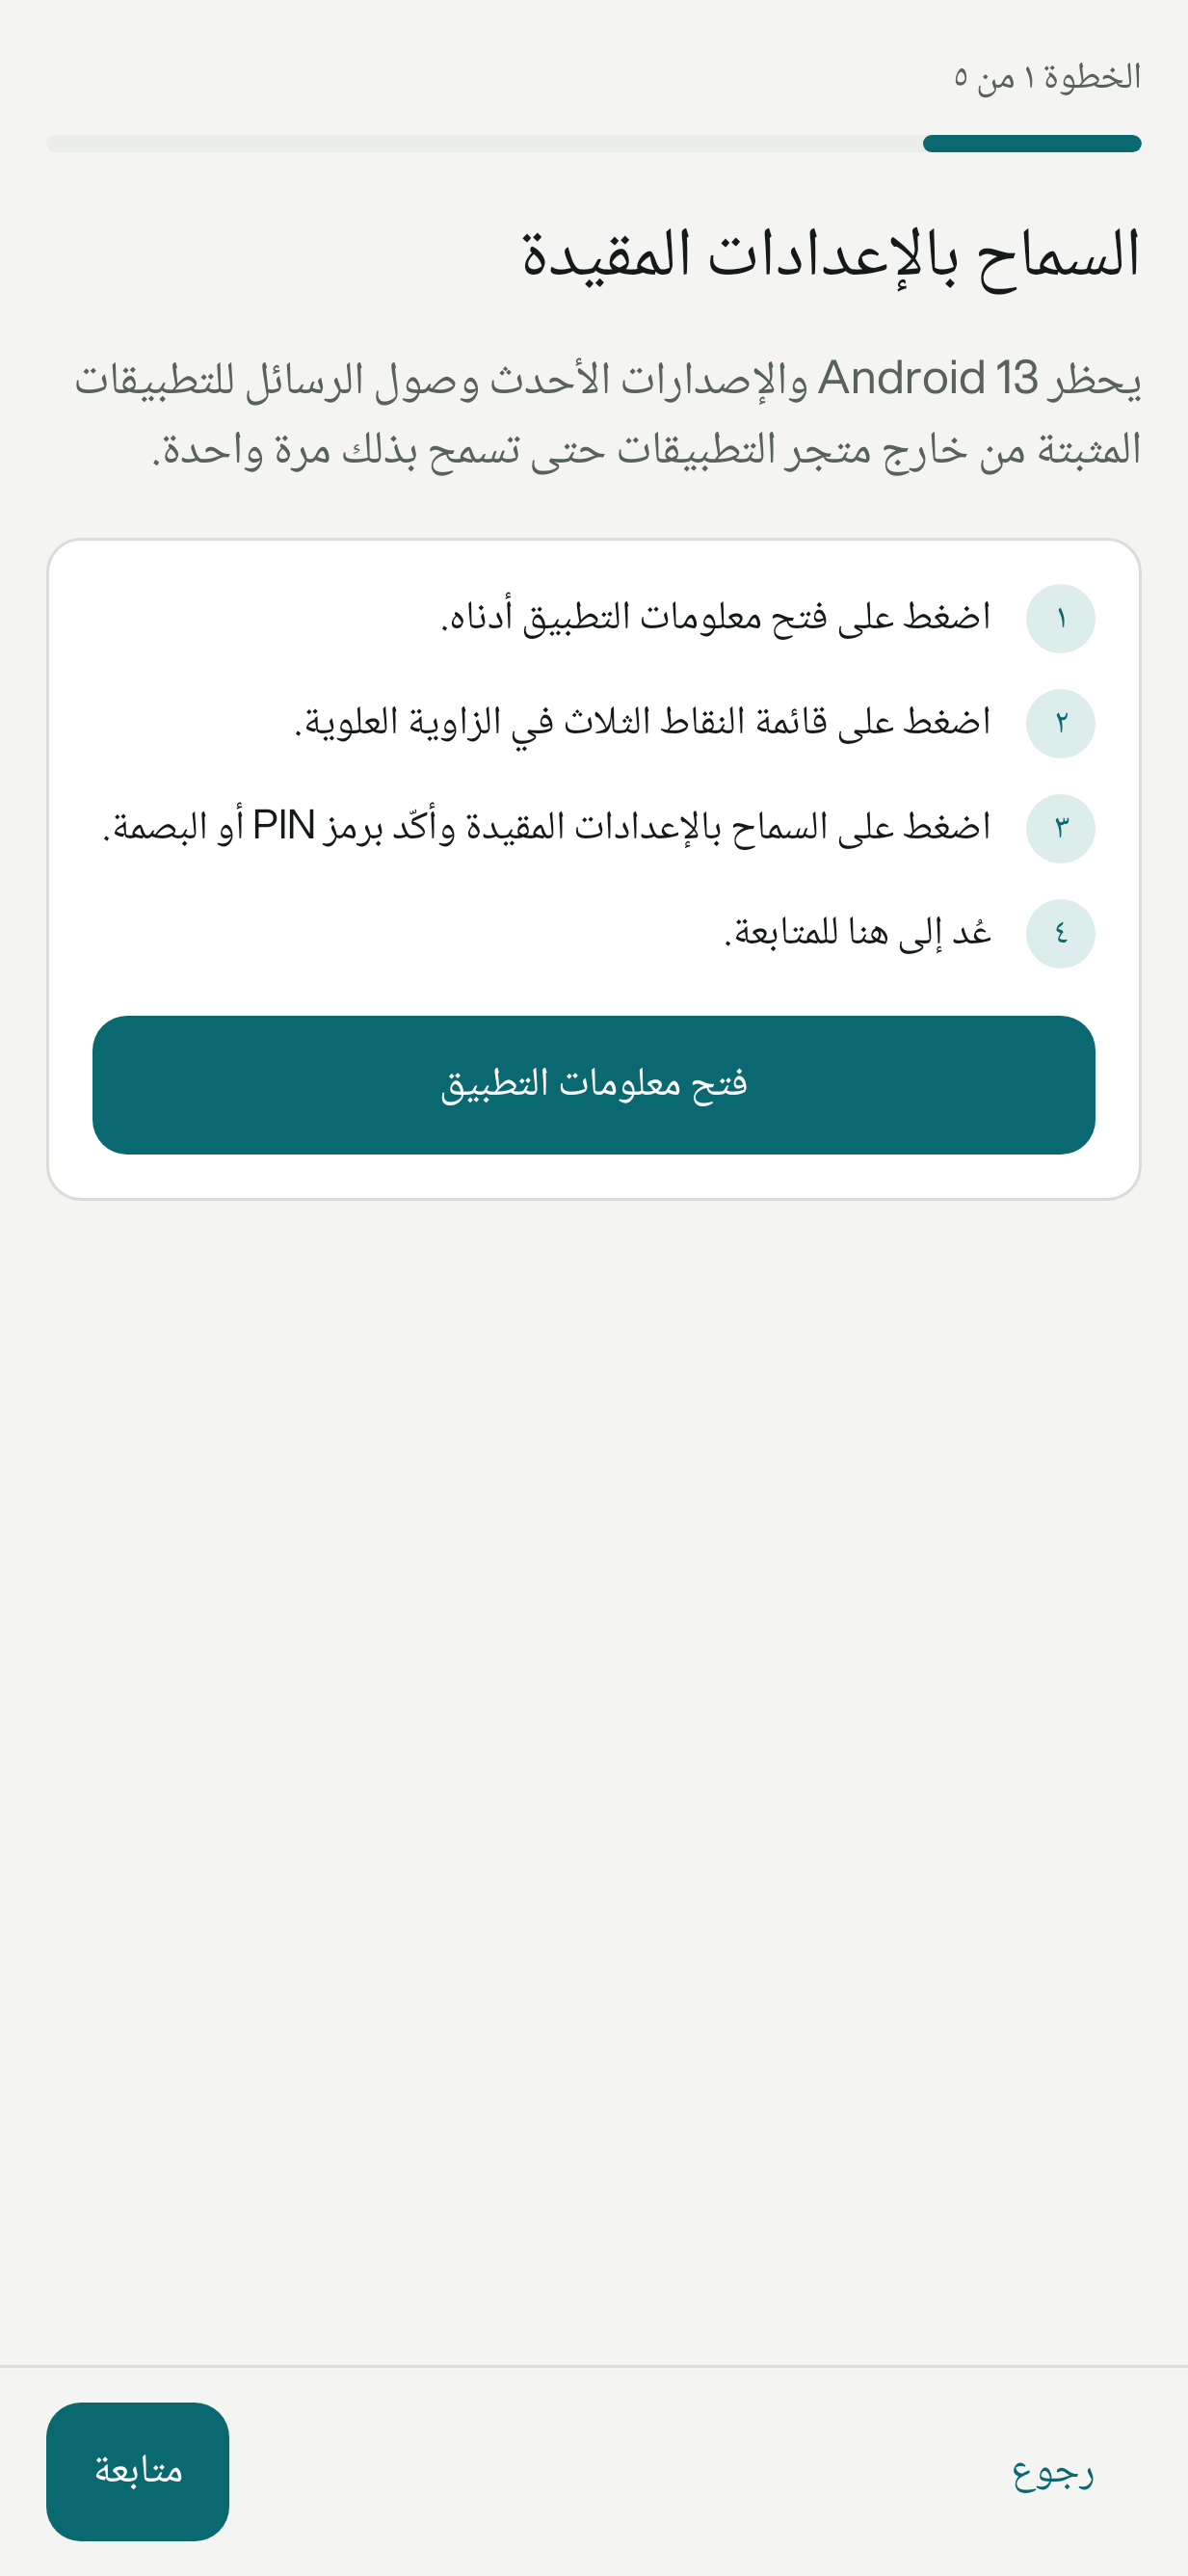 الخطوة ١ من ٥
السماح بالإعدادات المقيدة
يحظر Android 13 والإصدارات الأحدث وصول الرسائل للتطبيقات
المثبتة من خارج متجر التطبيقات حتى تسمح بذلك مرة واحدة.
١ اضغط على فتح معلومات التطبيق أدناه.
٢ اضغط على قائمة النقاط الثلاث في الزاوية العلوية.
٣ اضغط على السماح بالإعدادات المقيدة وأكّد برمز PIN أو البصمة.
٤ عُد إلى هنا للمتابعة.
فتح معلومات التطبيق
رجوع
متابعة